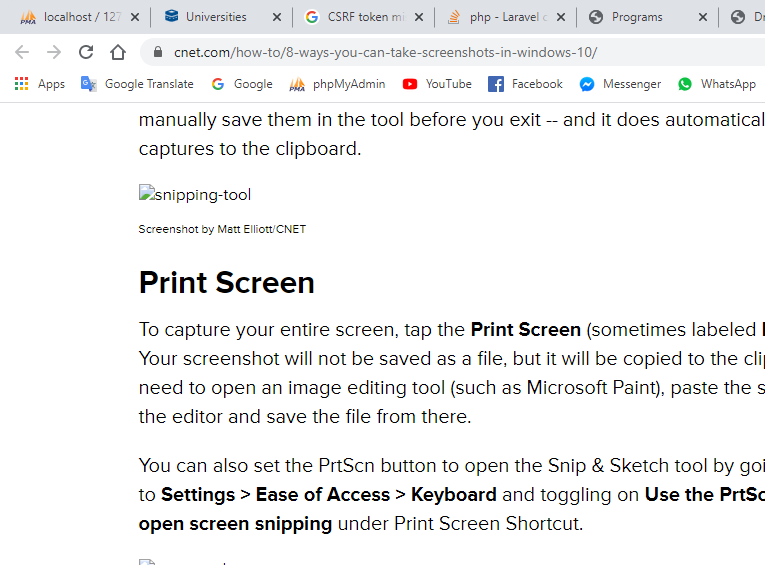 localhost / 127
Universities
CSRF token mi
php - Laravel c
Programs
cnet.com/how-to/8-ways-you-can-take-screenshots-in-windows-10/
Apps
Google Translate
Google
phpMyAdmin
YouTube
Facebook
Messenger
WhatsApp
manually save them in the tool before you exit -- and it does automatical
captures to the clipboard.
snipping-tool
Screenshot by Matt Elliott/CNET
Print Screen
To capture your entire screen, tap the Print Screen (sometimes labeled
Your screenshot will not be saved as a file, but it will be copied to the cli
need to open an image editing tool (such as Microsoft Paint), paste the s
the editor and save the file from there.
You can also set the PrtScn button to open the Snip & Sketch tool by goi
to Settings > Ease of Access > Keyboard and toggling on Use the PrtSc
open screen snipping under Print Screen Shortcut.